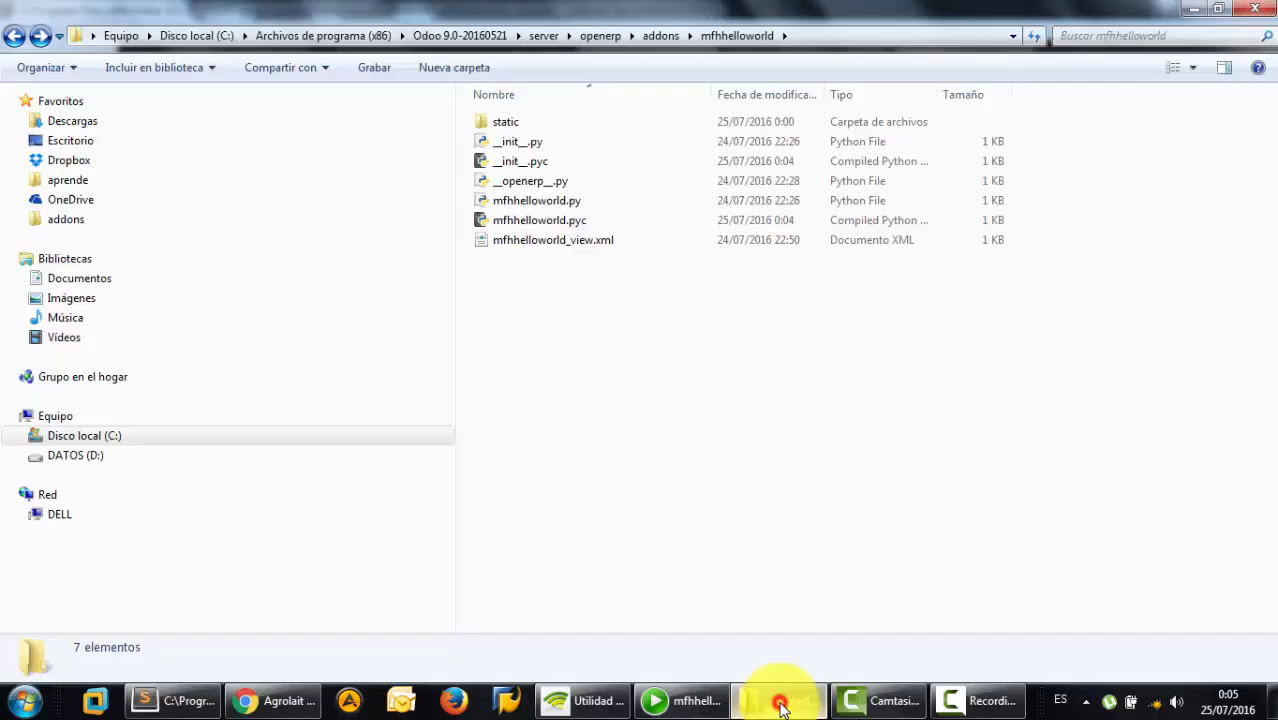 Equipo Disco local (C:) Archivos de programa (x86) Odoo 9.0-20160521 server openerp addons mfhhelloworld
Buscar mfhhelloworld
Organizar Incluir en biblioteca Compartir con Grabar Nueva carpeta
Nombre Fecha de modifica... Tipo Tamaño
static 25/07/2016 0:00 Carpeta de archivos
__init__.py 24/07/2016 22:26 Python File 1 KB
__init__.pyc 25/07/2016 0:04 Compiled Python ... 1 KB
__openerp__.py 24/07/2016 22:28 Python File 1 KB
mfhhelloworld.py 24/07/2016 22:26 Python File 1 KB
mfhhelloworld.pyc 25/07/2016 0:04 Compiled Python ... 1 KB
mfhhelloworld_view.xml 24/07/2016 22:50 Documento XML 1 KB
Favoritos
Descargas
Escritorio
Dropbox
aprende
OneDrive
addons
Bibliotecas
Documentos
Imágenes
Música
Vídeos
Grupo en el hogar
Equipo
Disco local (C:)
DATOS (D:)
Red
DELL
7 elementos
C:\Progr... Agrolait ... Utilidad ... mfhhell... Camtasi... Recordi... ES 0:05
25/07/2016